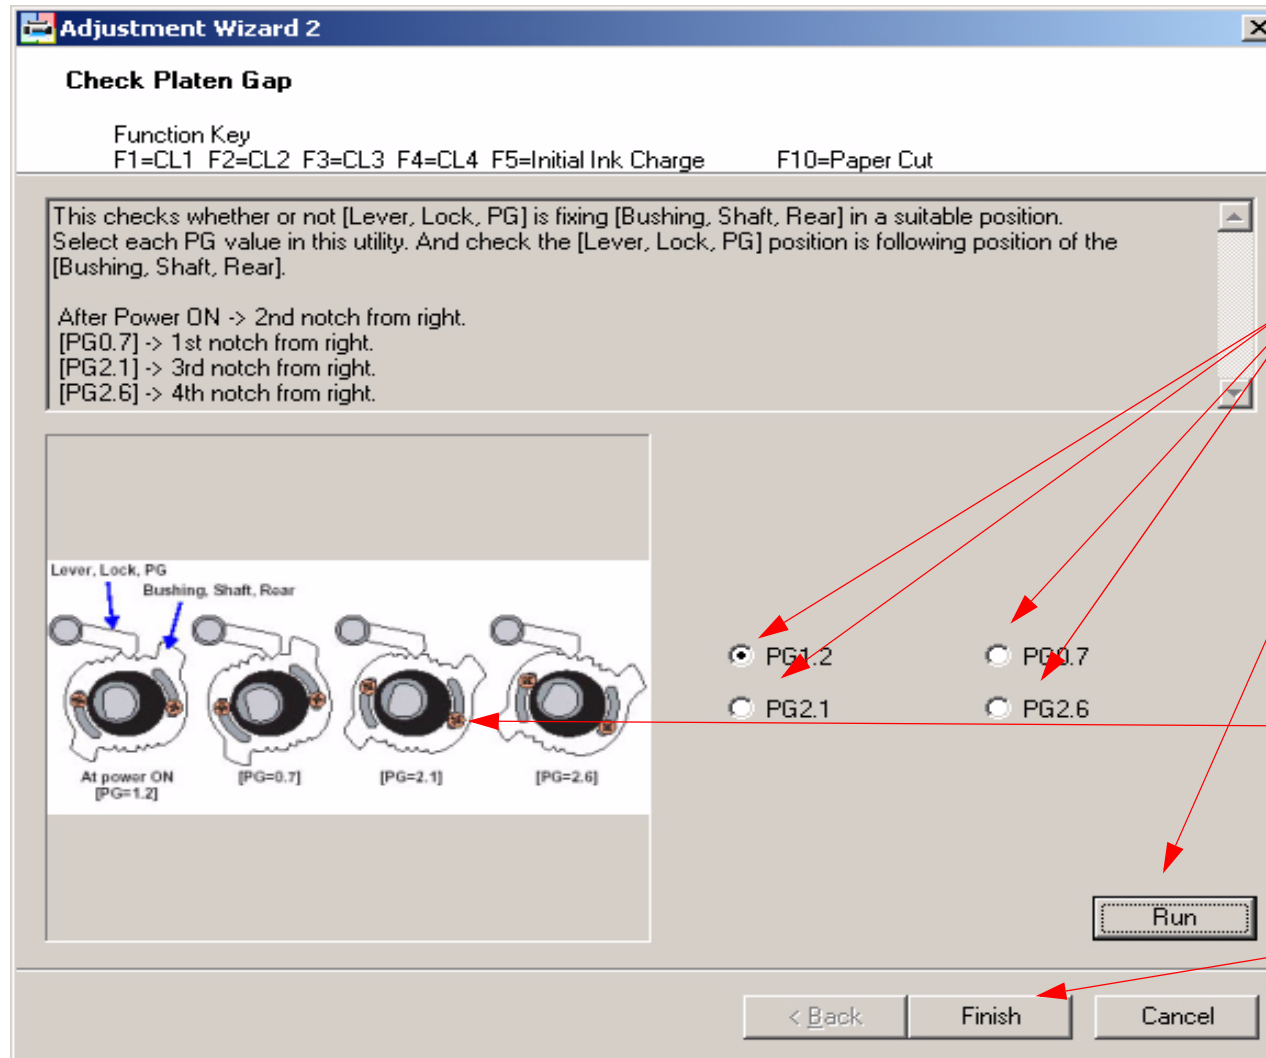 Adjustment Wizard 2
Check Platen Gap
Function Key
F1=CL1 F2=CL2 F3=CL3 F4=CL4 F5=Initial Ink Charge F10=Paper Cut
This checks whether or not [Lever, Lock, PG] is fixing [Bushing, Shaft, Rear] in a suitable position.
Select each PG value in this utility. And check the [Lever, Lock, PG] position is following position of the
[Bushing, Shaft, Rear].
After Power ON -> 2nd notch from right.
[PG0.7] -> 1st notch from right.
[PG2.1] -> 3rd notch from right.
[PG2.6] -> 4th notch from right.
Lever, Lock, PG
Bushing, Shaft, Rear
At power ON
[PG=1.2]
[PG=0.7]
[PG=2.1]
[PG=2.6]
PG1.2
PG0.7
PG2.1
PG2.6
Run
< Back
Finish
Cancel